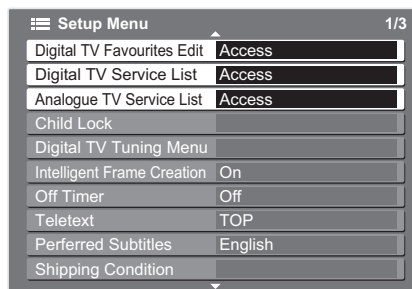 Setup Menu 1/3
Digital TV Favourites Edit Access
Digital TV Service List Access
Analogue TV Service List Access
Child Lock
Digital TV Tuning Menu
Intelligent Frame Creation On
Off Timer Off
Teletext TOP
Perferred Subtitles English
Shipping Condition